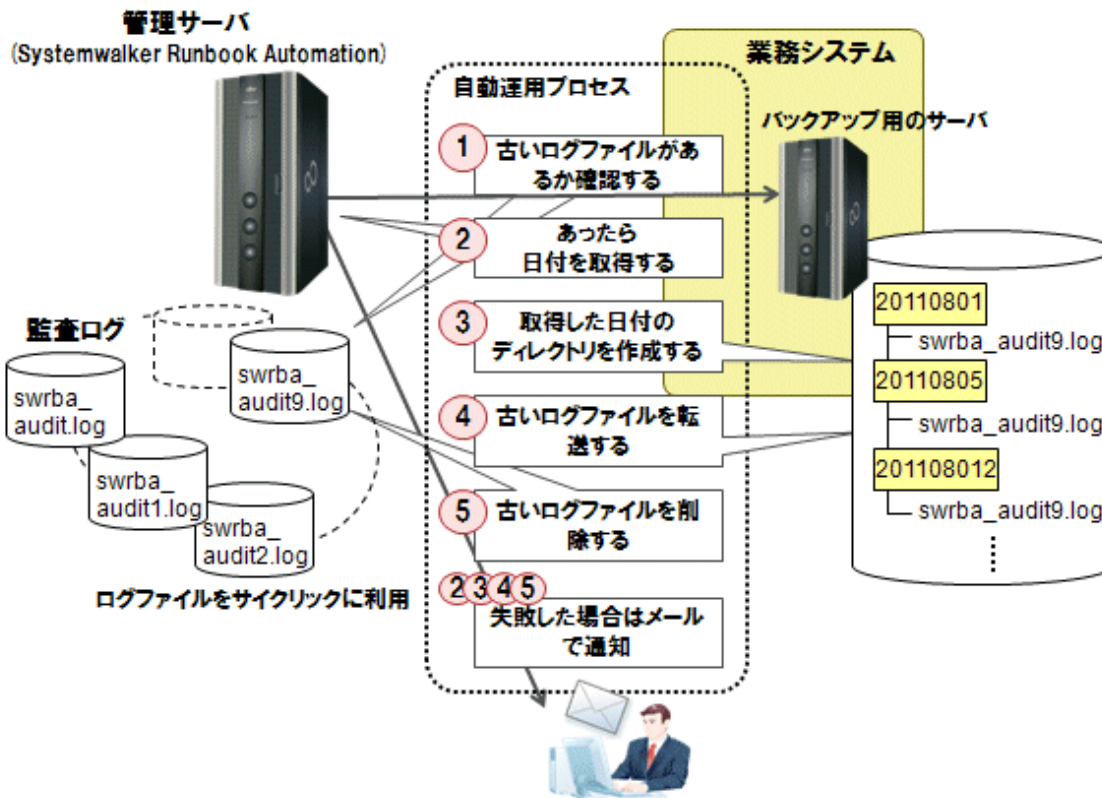 管理サーバ
(Systemwalker Runbook Automation)
業務システム
自動運用プロセス
バックアップ用のサーバ
1
古いログファイルがあ
るか確認する
2
あったら
日付を取得する
3
取得した日付の
ディレクトリを作成する
4
古いログファイルを転
送する
5
古いログファイルを削
除する
2 3 4 5
失敗した場合はメール
で通知
監査ログ
swrba_
audit.log
swrba_
audit1.log
swrba_
audit2.log
swrba_
audit9.log
ログファイルをサイクリックに利用
20110801
swrba_audit9.log
20110805
swrba_audit9.log
201108012
swrba_audit9.log